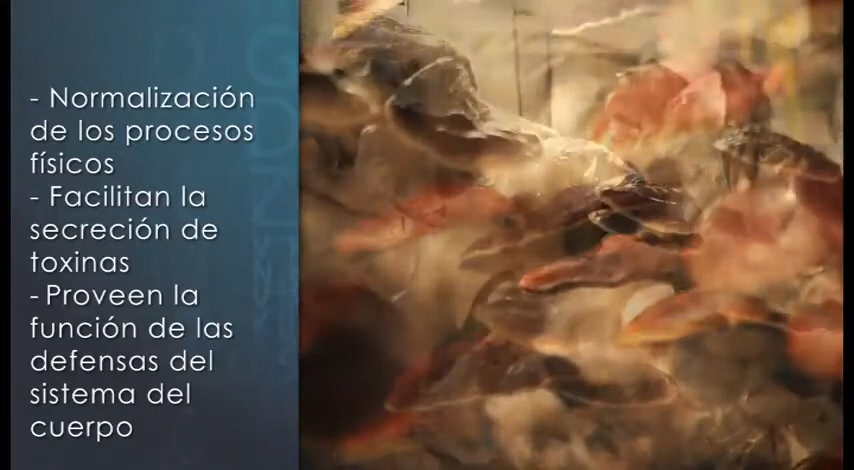 - Normalización
de los procesos
físicos
- Facilitan la
secreción de
toxinas
- Proveen la
función de las
defensas del
sistema del
cuerpo